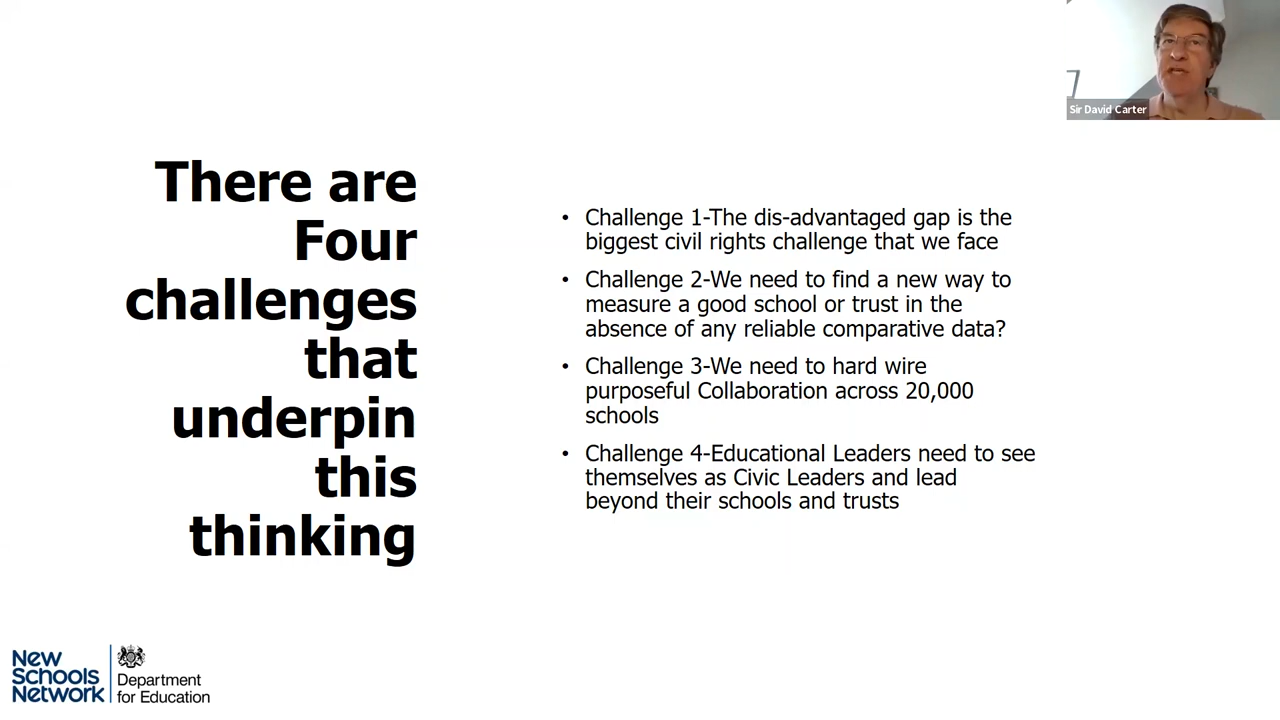 Sir David Carter
There are
Four
challenges
that
underpin
this
thinking
• Challenge 1-The dis-advantaged gap is the
biggest civil rights challenge that we face
• Challenge 2-We need to find a new way to
measure a good school or trust in the
absence of any reliable comparative data?
• Challenge 3-We need to hard wire
purposeful Collaboration across 20,000
schools
• Challenge 4-Educational Leaders need to see
themselves as Civic Leaders and lead
beyond their schools and trusts
New
Schools
Network
Department
for Education